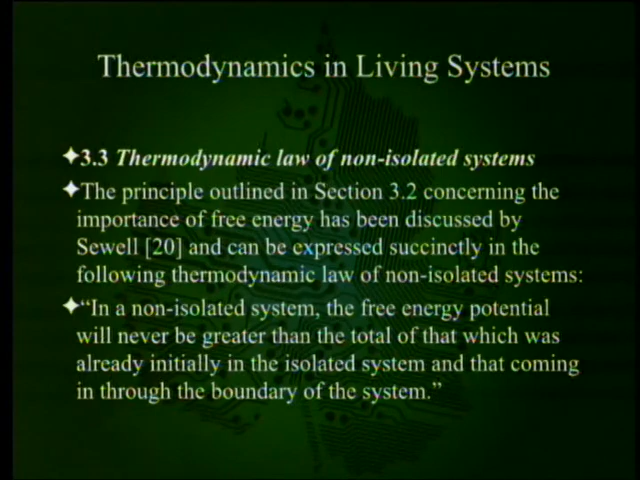 Thermodynamics in Living Systems
✦3.3 Thermodynamic law of non-isolated systems
✦The principle outlined in Section 3.2 concerning the
importance of free energy has been discussed by
Sewell [20] and can be expressed succinctly in the
following thermodynamic law of non-isolated systems:
✦“In a non-isolated system, the free energy potential
will never be greater than the total of that which was
already initially in the isolated system and that coming
in through the boundary of the system.”